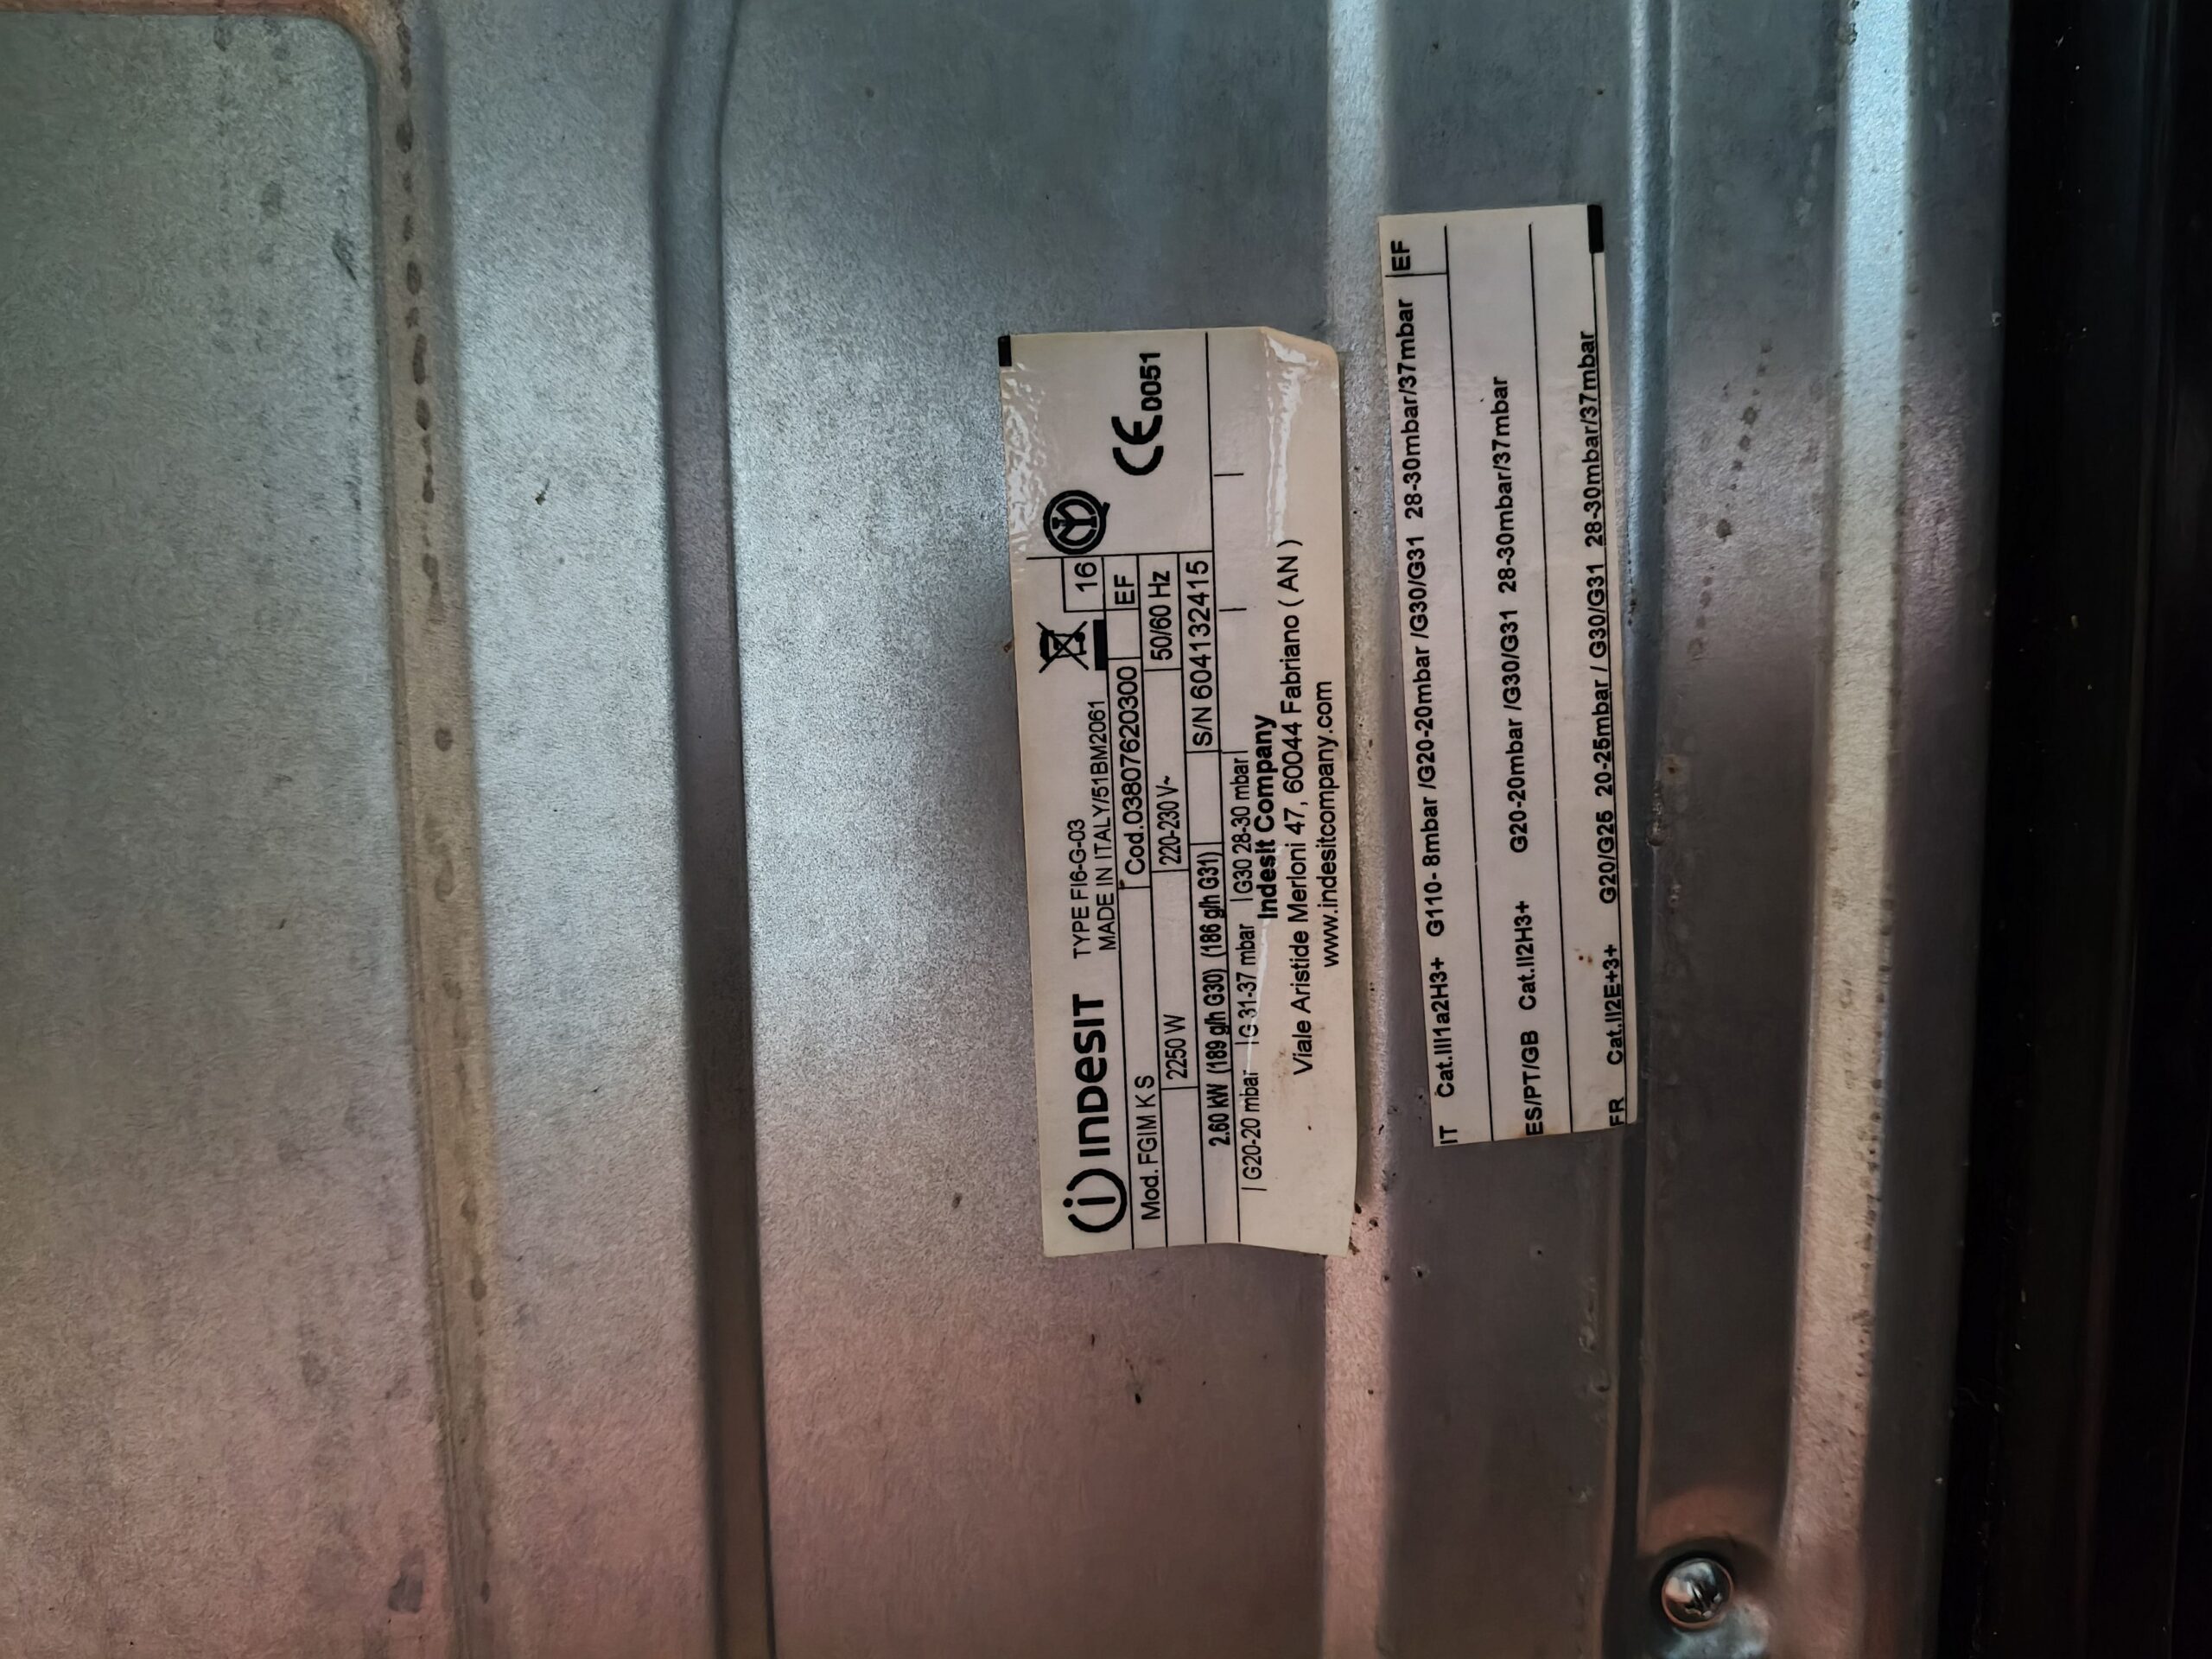 INDESIT
TYPE FI6-G-03
MADE IN ITALY/51BM2061
16
Mod. FGIM K S
Cod.03807620300
EF
2250 W
220-230 V~
50/60 Hz
2.60 kW (189 g/h G30) (186 g/h G31)
S/N 604132415
G20-20 mbar
G 31-37 mbar
G30 28-30 mbar
Indesit Company
Viale Aristide Merloni 47, 60044 Fabriano ( AN )
www.indesitcompany.com
CE 0051
IT Cat.III1a2H3+ G110- 8mbar /G20-20mbar /G30/G31 28-30mbar/37mbar EF
ES/PT/GB Cat.II2H3+ G20-20mbar /G30/G31 28-30mbar/37mbar
FR Cat.II2E+3+ G20/G25 20-25mbar / G30/G31 28-30mbar/37mbar